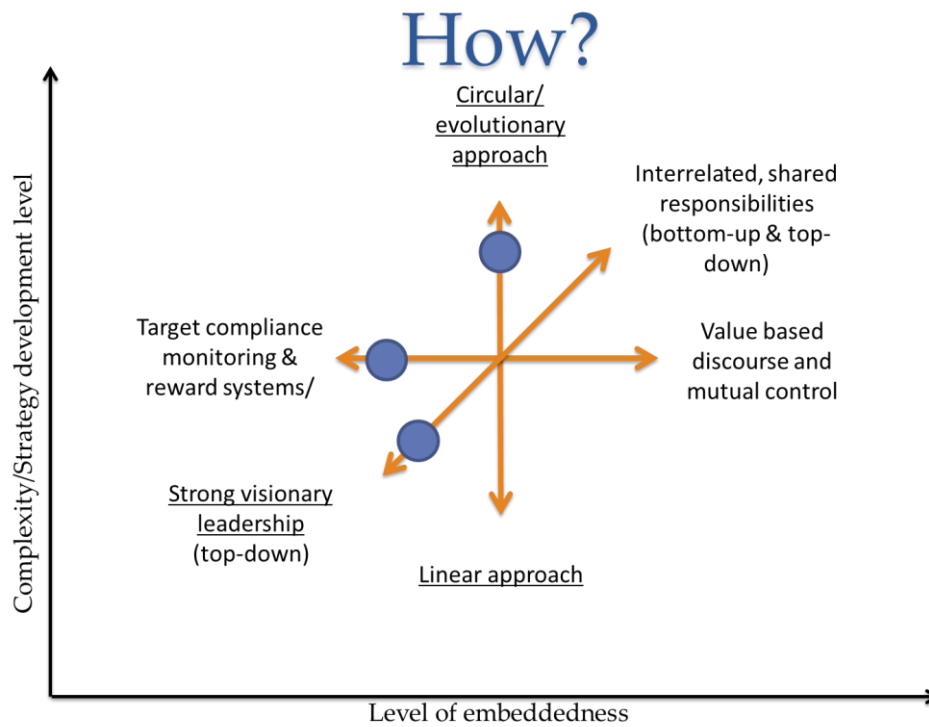 How?
Circular/
evolutionary
approach
Interrelated, shared
responsibilities
(bottom-up & top-
down)
Target compliance
monitoring &
reward systems/
Value based
discourse and
mutual control
Strong visionary
leadership
(top-down)
Linear approach
Complexity/Strategy development level
Level of embeddedness